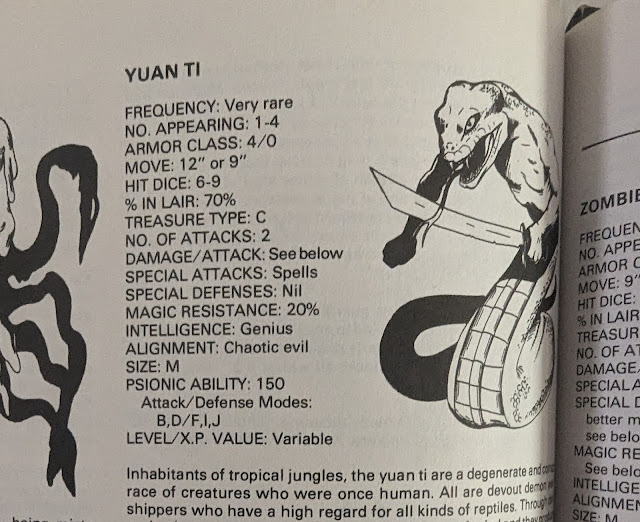 YUAN TI
FREQUENCY: Very rare
NO. APPEARING: 1-4
ARMOR CLASS: 4/0
MOVE: 12" or 9"
HIT DICE: 6-9
% IN LAIR: 70%
TREASURE TYPE: C
NO. OF ATTACKS: 2
DAMAGE/ATTACK: See below
SPECIAL ATTACKS: Spells
SPECIAL DEFENSES: Nil
MAGIC RESISTANCE: 20%
INTELLIGENCE: Genius
ALIGNMENT: Chaotic evil
SIZE: M
PSIONIC ABILITY: 150
Attack/Defense Modes:
B,D/F,I,J
LEVEL/X.P. VALUE: Variable
Inhabitants of tropical jungles, the yuan ti are a degenerate and
race of creatures who were once human. All are devout demon
shippers who have a high regard for all kinds of reptiles. Through
being
ZOMBIE
FREQUEN
NO. APPE
ARMOR C
MOVE: 9"
HIT DICE:
% IN LAIR:
TREASUR
NO. OF AT
DAMAGE/
SPECIAL A
SPECIAL D
better m
see belo
MAGIC RE
See belo
INTELLIGE
ALIGNME
SIZE: M